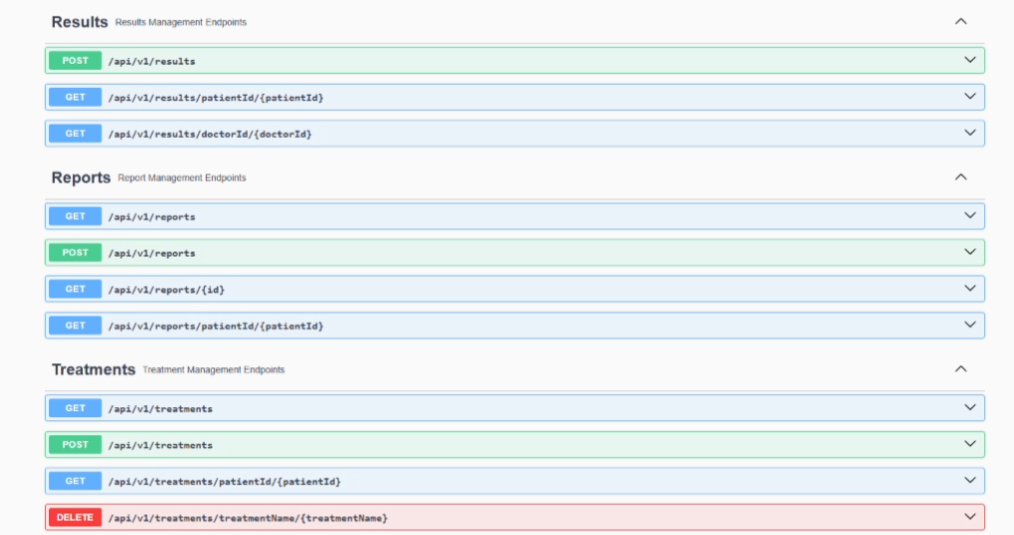 Results Results Management Endpoints
POST /api/v1/results
GET /api/v1/results/patientId/{patientId}
GET /api/v1/results/doctorId/{doctorId}
Reports Report Management Endpoints
GET /api/v1/reports
POST /api/v1/reports
GET /api/v1/reports/{id}
GET /api/v1/reports/patientId/{patientId}
Treatments Treatment Management Endpoints
GET /api/v1/treatments
POST /api/v1/treatments
GET /api/v1/treatments/patientId/{patientId}
DELETE /api/v1/treatments/treatmentName/{treatmentName}